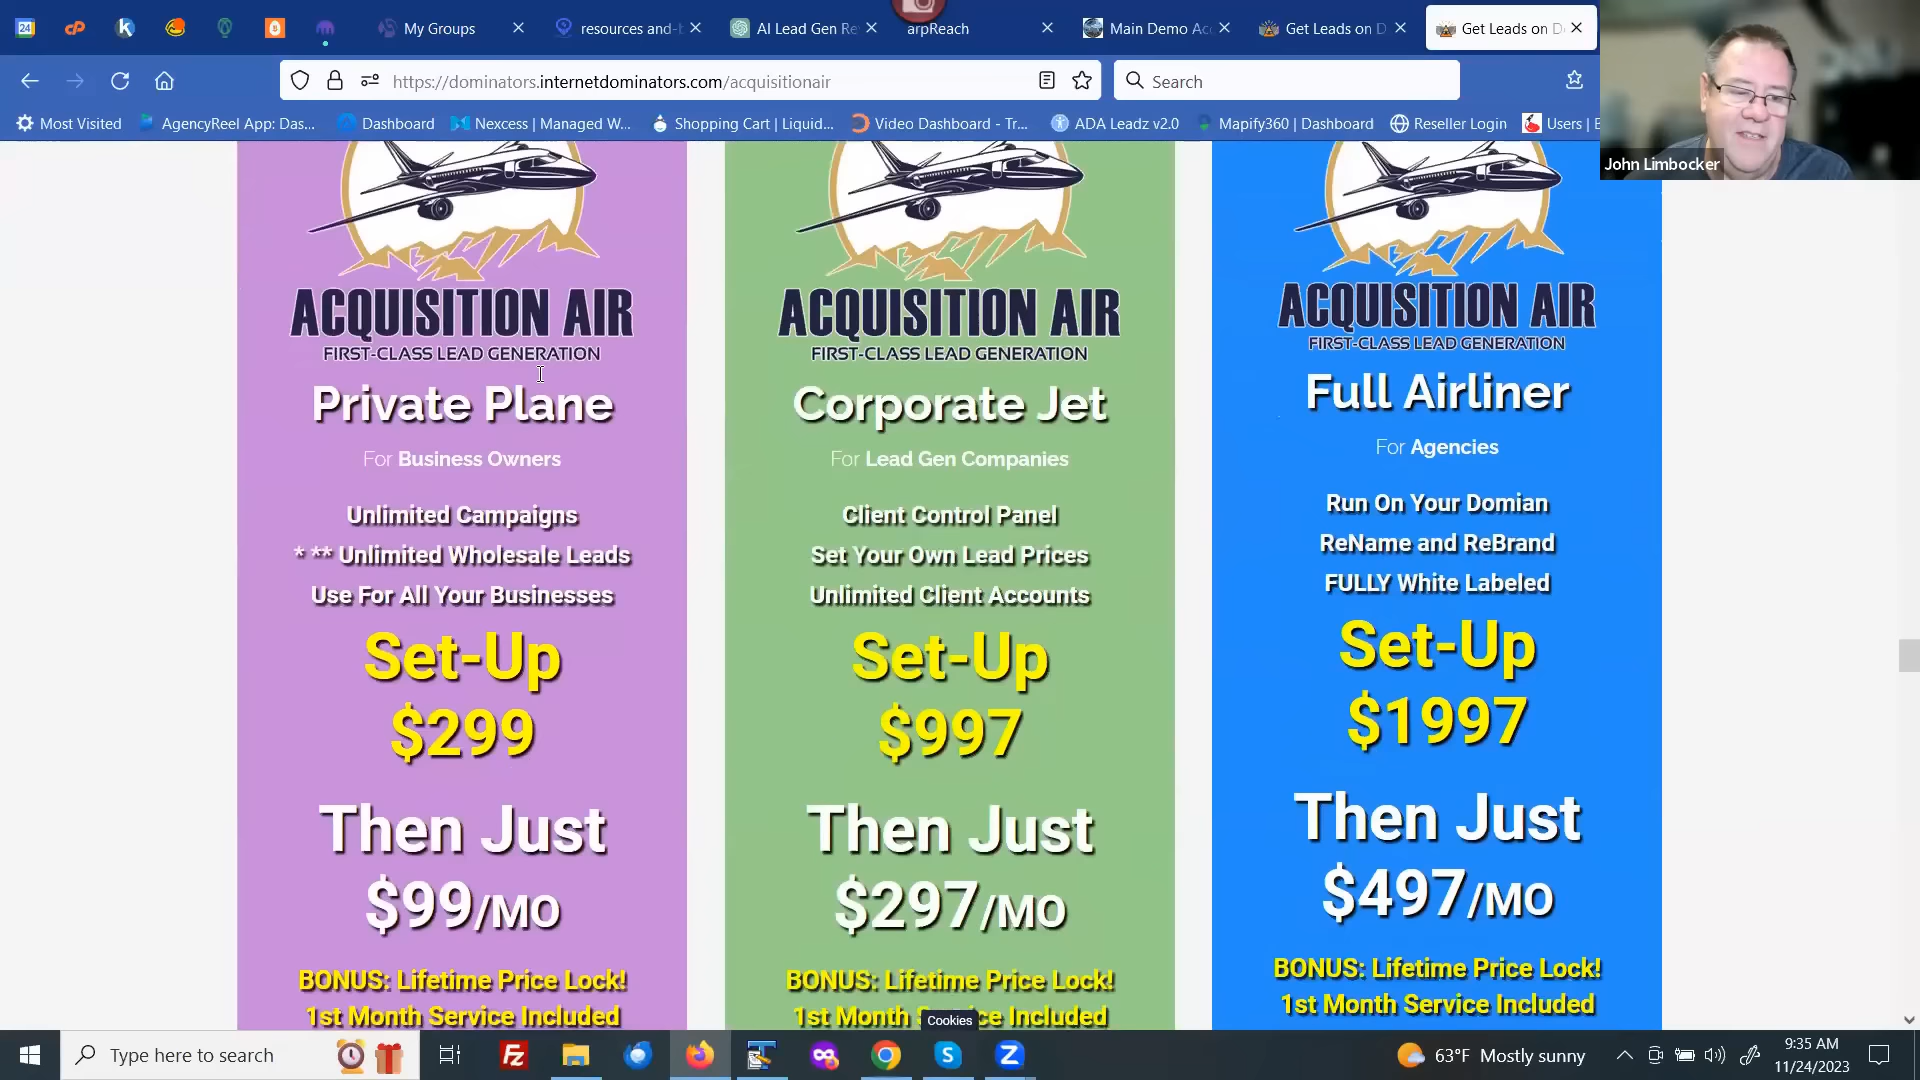 24
My Groups
resources and-b
AI Lead Gen Re
arpReach
Main Demo Acc
Get Leads on D
Get Leads on D
https://dominators.internetdominators.com/acquisitionair
Search
Most Visited
AgencyReel App: Das...
Dashboard
Nexcess | Managed W...
Shopping Cart | Liquid...
Video Dashboard - Tr...
ADA Leadz v2.0
Mapify360 | Dashboard
Reseller Login
Users | E
John Limbocker
ACQUISITION AIR
FIRST-CLASS LEAD GENERATION
Private Plane
For Business Owners
Unlimited Campaigns
* ** Unlimited Wholesale Leads
Use For All Your Businesses
Set-Up
$299
Then Just
$99/MO
BONUS: Lifetime Price Lock!
1st Month Service Included
ACQUISITION AIR
FIRST-CLASS LEAD GENERATION
Corporate Jet
For Lead Gen Companies
Client Control Panel
Set Your Own Lead Prices
Unlimited Client Accounts
Set-Up
$997
Then Just
$297/MO
BONUS: Lifetime Price Lock!
1st Month S ce Included
Cookies
ACQUISITION AIR
FIRST-CLASS LEAD GENERATION
Full Airliner
For Agencies
Run On Your Domian
ReName and ReBrand
FULLY White Labeled
Set-Up
$1997
Then Just
$497/MO
BONUS: Lifetime Price Lock!
1st Month Service Included
Type here to search
63°F Mostly sunny
9:35 AM
11/24/2023